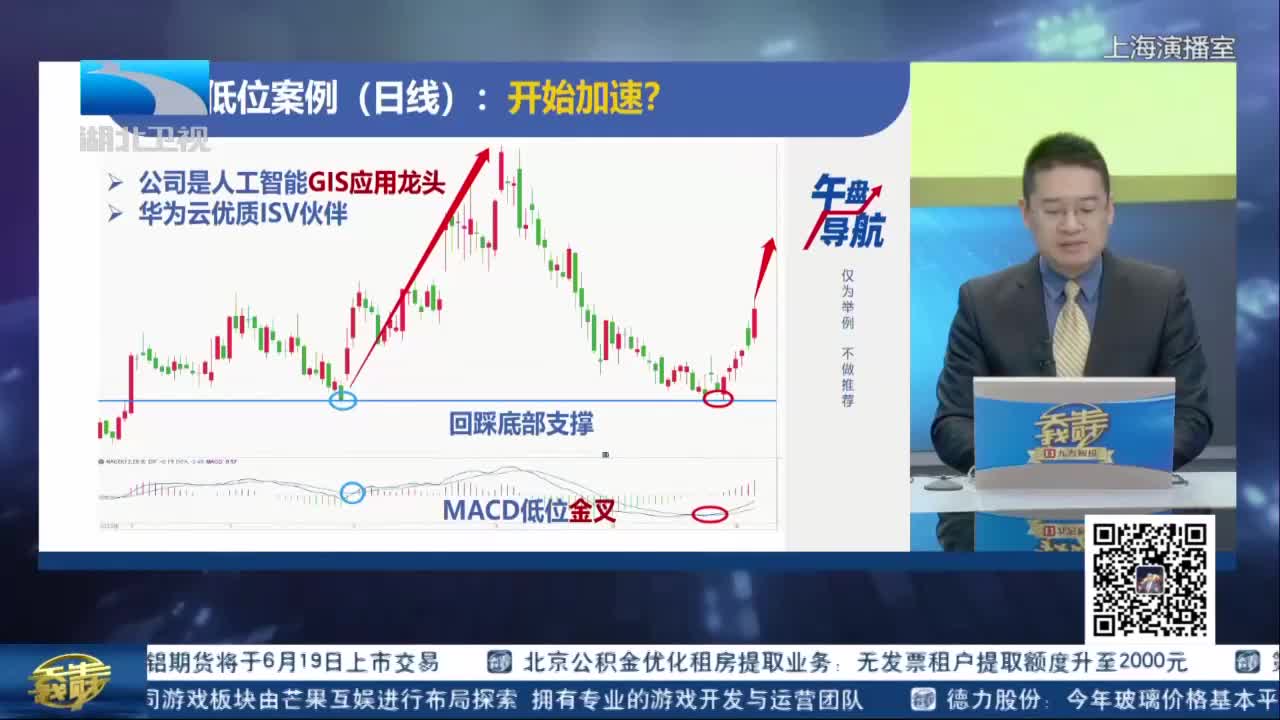 上海演播室
湖北卫视
低位案例（日线）：开始加速？
➢ 公司是人工智能GIS应用龙头
➢ 华为云优质ISV伙伴
午盘
导航
仅为举例 不做推荐
回踩底部支撑
MACD低位金叉
九方财经
铝期货将于6月19日上市交易 北京公积金优化租房提取业务：无发票租户提取额度升至2000元
司游戏板块由芒果互娱进行布局探索 拥有专业的游戏开发与运营团队 德力股份：今年玻璃价格基本平